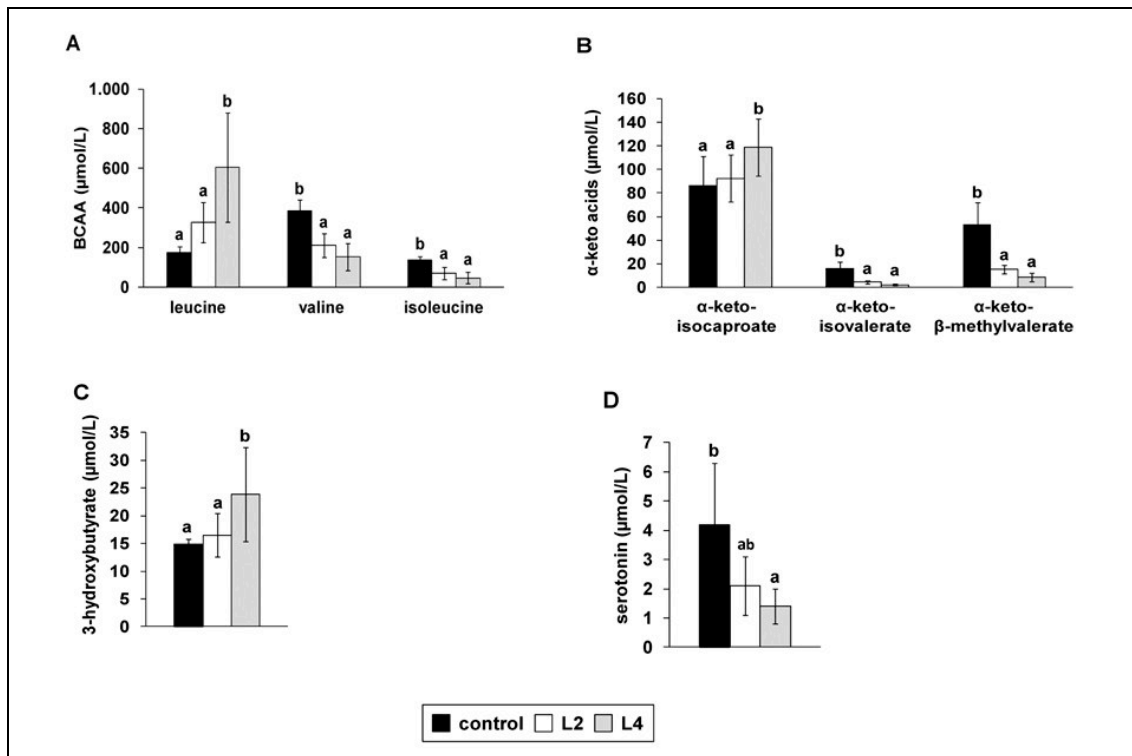 A
BCAA (µmol/L)
1.000
800
600
400
200
0
a
a
b
b
a
a
b
a
a
leucine
valine
isoleucine
B
α-keto acids (µmol/L)
160
140
120
100
80
60
40
20
0
a
a
b
b
a
a
b
a
a
α-keto-
isocaproate
α-keto-
isovalerate
α-keto-
β-methylvalerate
C
3-hydroxybutyrate (µmol/L)
35
30
25
20
15
10
5
0
a
a
b
D
serotonin (µmol/L)
7
6
5
4
3
2
1
0
b
ab
a
control L2 L4